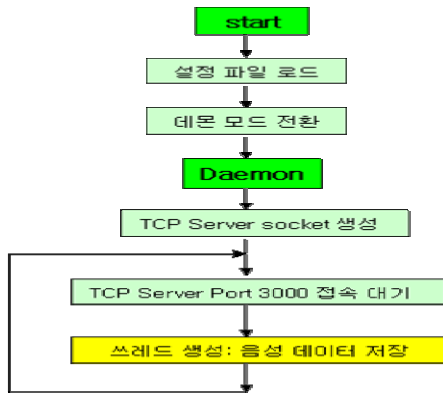 start
설정 파일 로드
데몬 모드 전환
Daemon
TCP Server socket 생성
TCP Server Port 3000 접속 대기
쓰레드 생성: 음성 데이터 저장